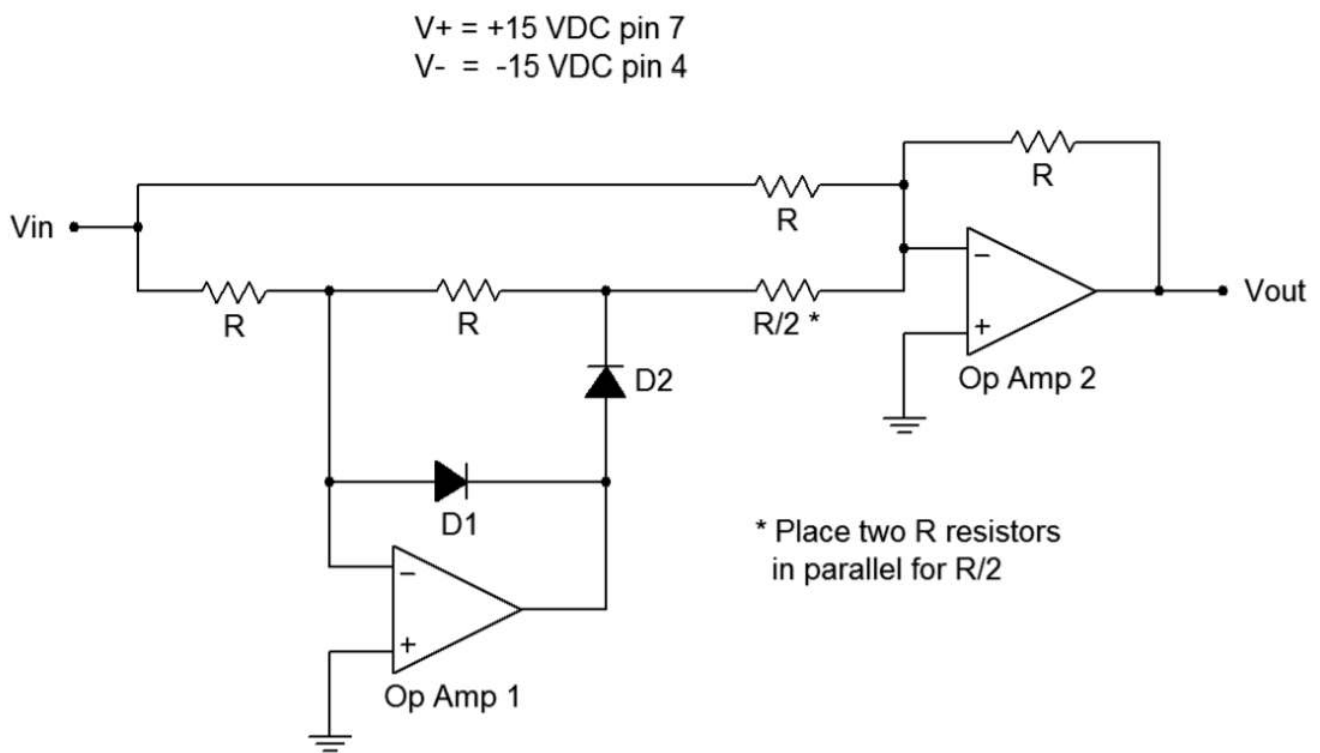 V+ = +15 VDC pin 7
V- = -15 VDC pin 4
R
Vin
R
R
R
R/2 *
−
+
Vout
Op Amp 2
D2
D1
* Place two R resistors
in parallel for R/2
−
+
Op Amp 1